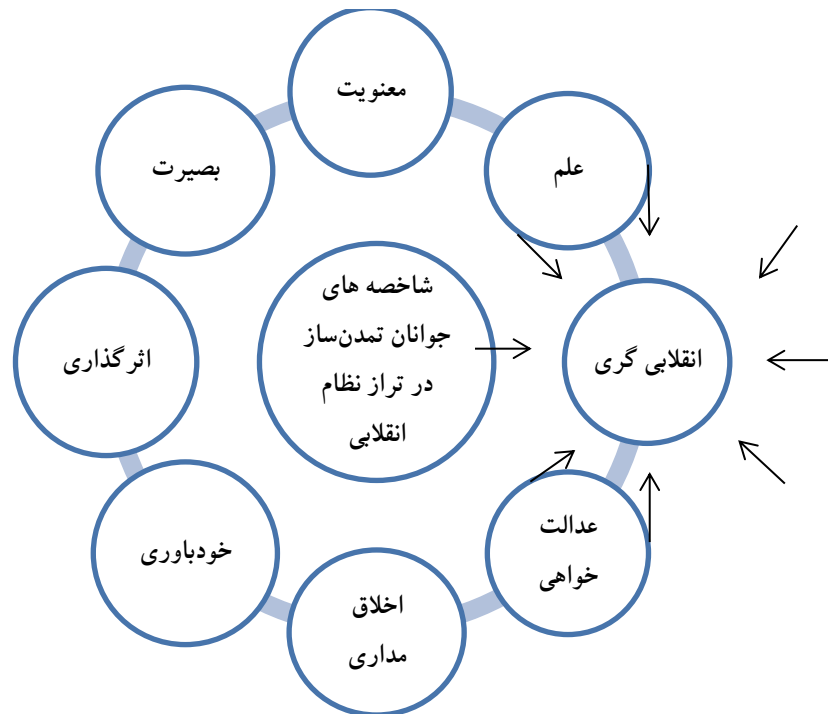 معنویت
علم
انقلابی گری
عدالت
خواهی
اخلاق
مداری
خودباوری
اثرگذاری
بصیرت
شاخصه های
جوانان تمدن‌ساز
در تراز نظام
انقلابی